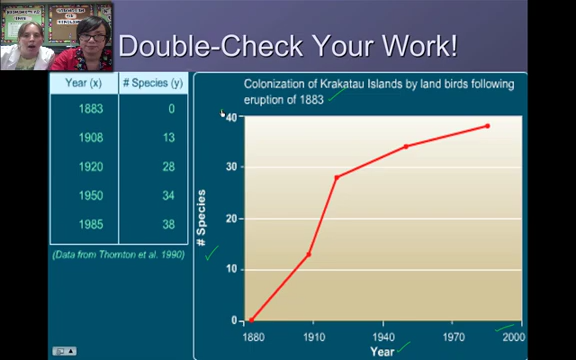 Double-Check Your Work!
Year (x) # Species (y)
1883 0
1908 13
1920 28
1950 34
1985 38
(Data from Thornton et al. 1990)
Colonization of Krakatau Islands by land birds following
eruption of 1883
40
30
20
10
0
# Species
1880 1910 1940 1970 2000
Year